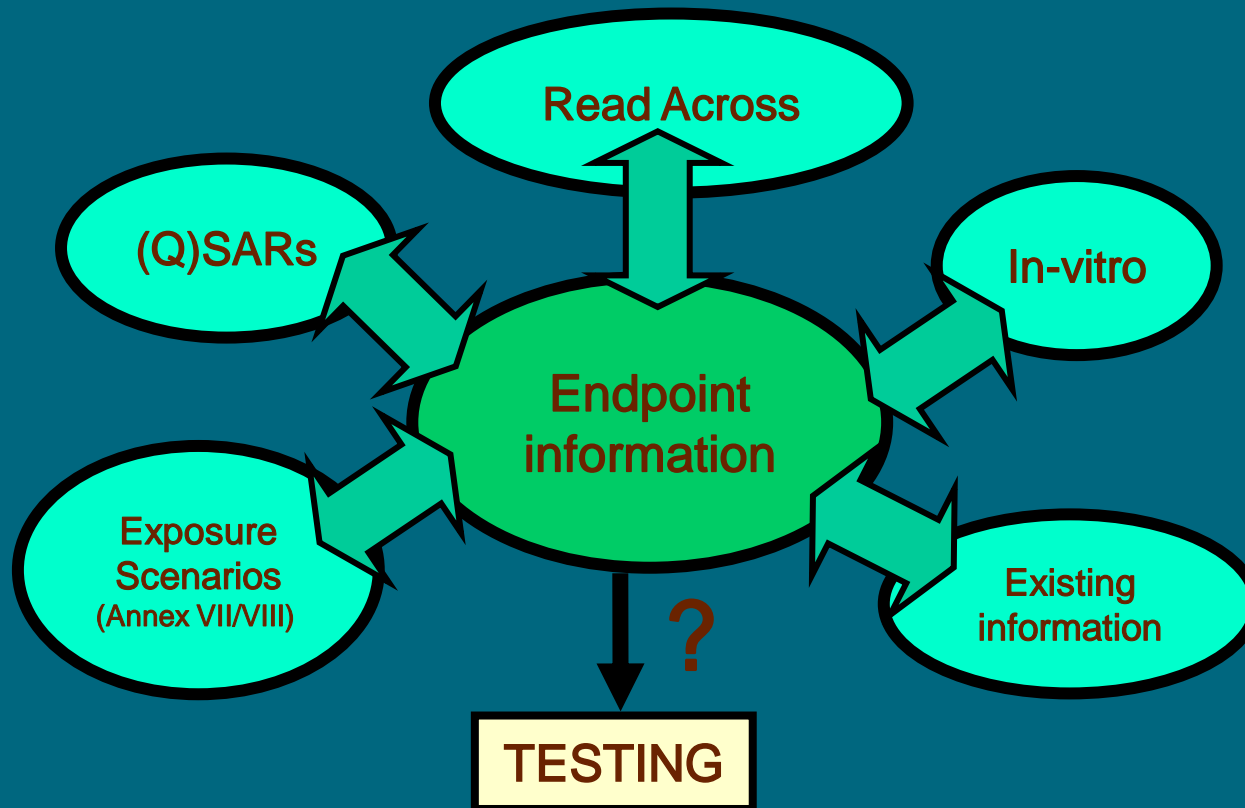 Read Across
(Q)SARs
In-vitro
Endpoint
information
Exposure
Scenarios
(Annex VII/VIII)
Existing
information
?
TESTING